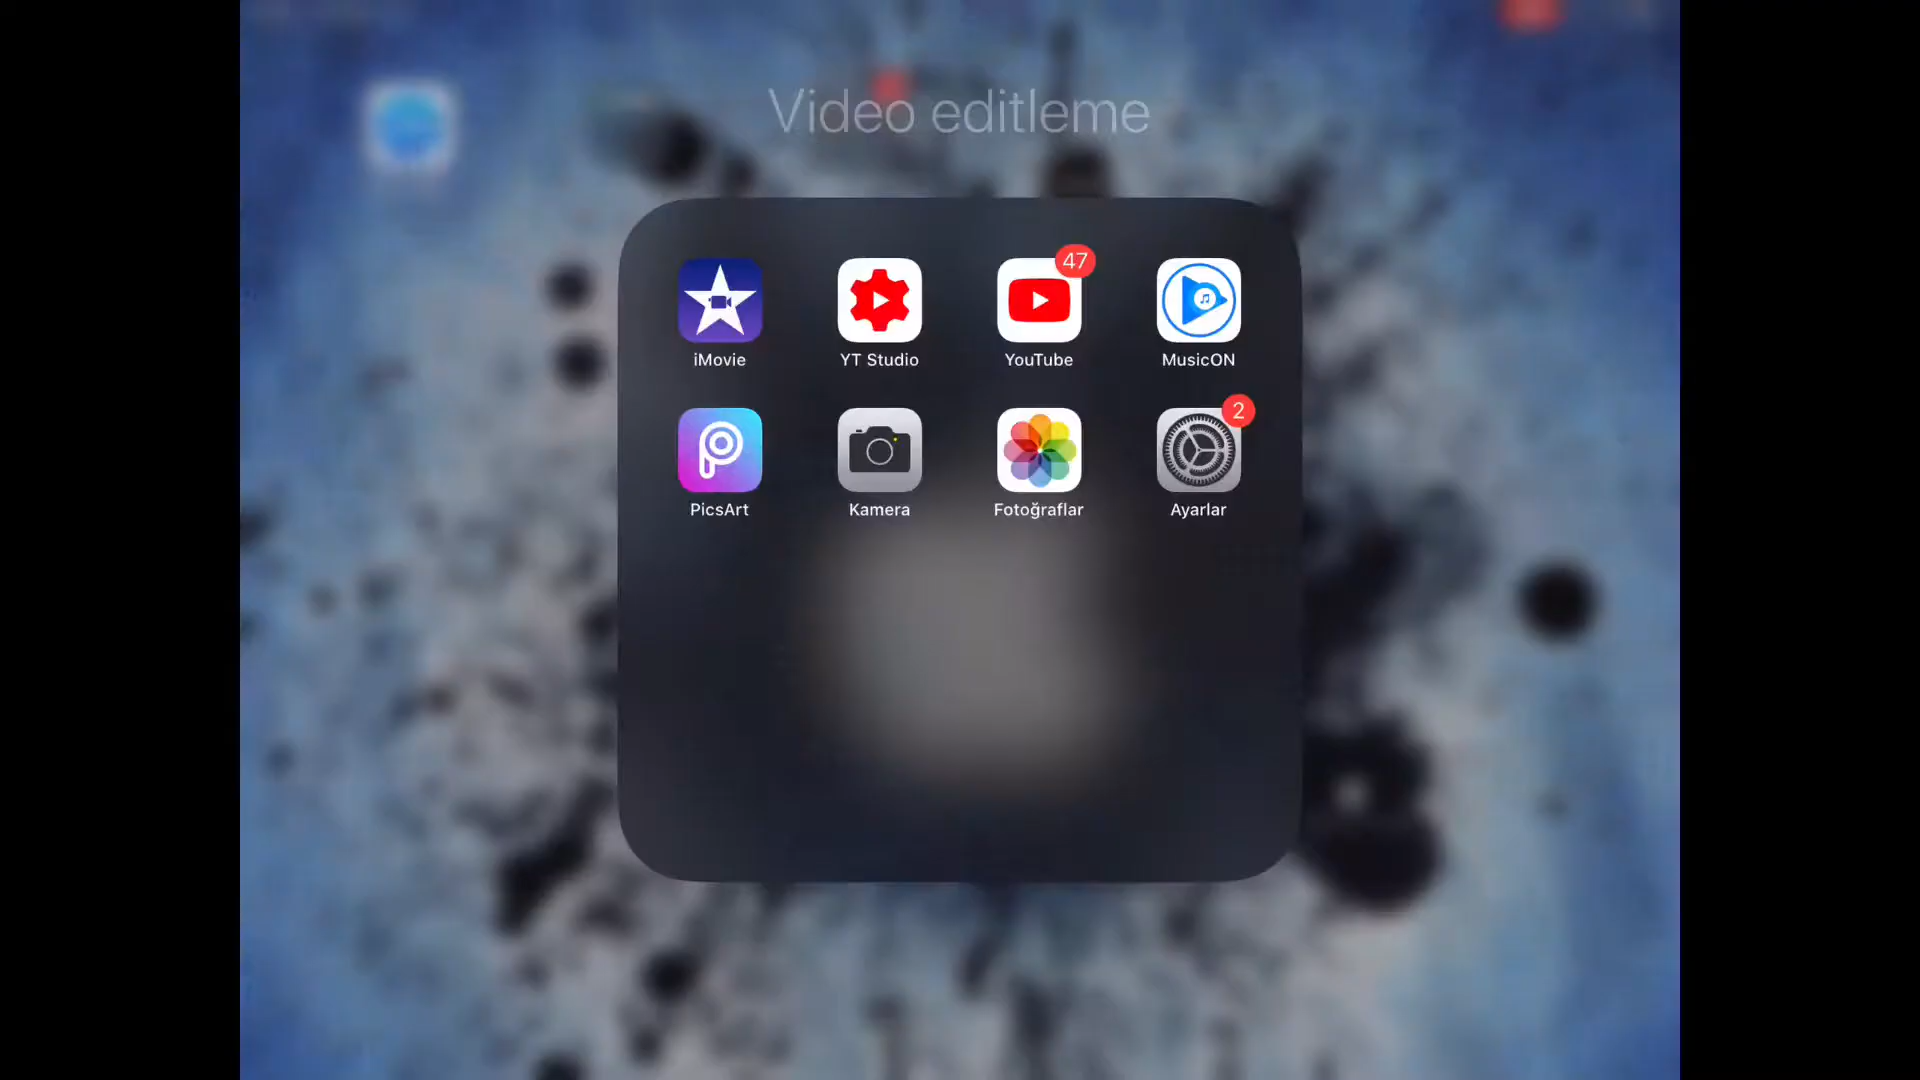 Video editleme
47
iMovie
YT Studio
YouTube
MusicON
2
PicsArt
Kamera
Fotoğraflar
Ayarlar